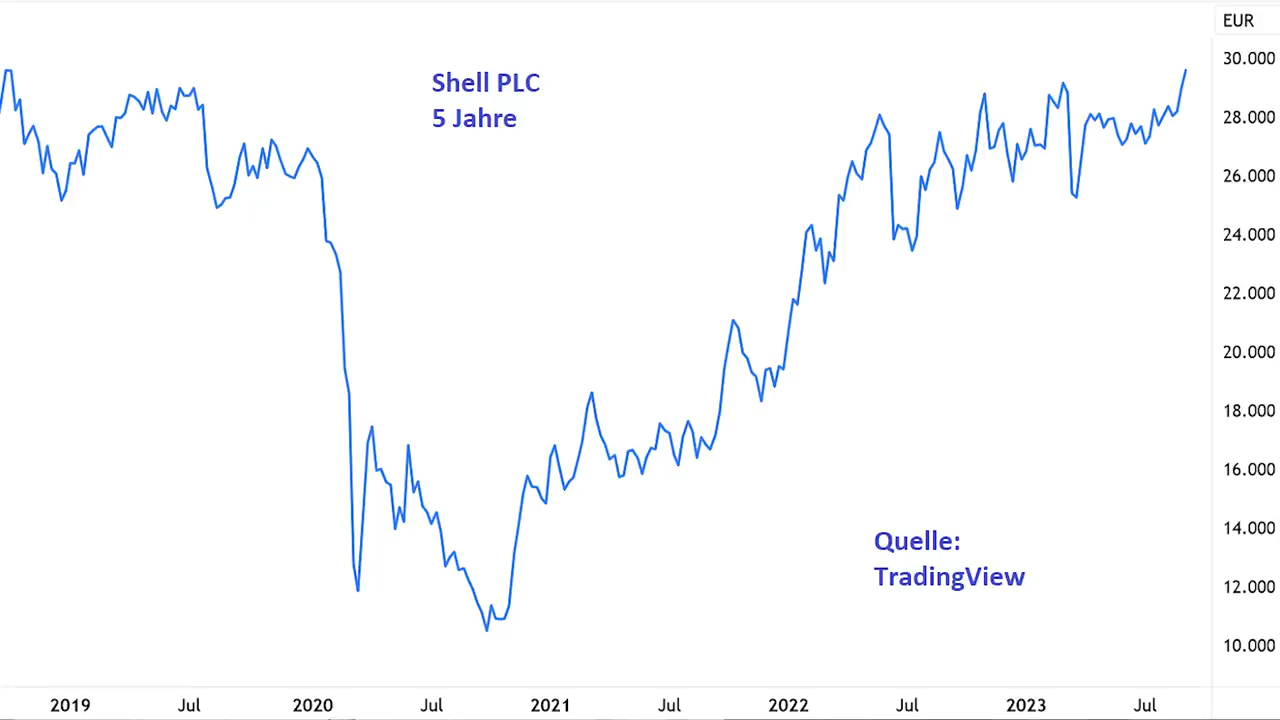 EUR
30.000
Shell PLC
5 Jahre
28.000
26.000
24.000
22.000
20.000
18.000
16.000
14.000
Quelle:
TradingView
12.000
10.000
2019 Jul 2020 Jul 2021 Jul 2022 Jul 2023 Jul